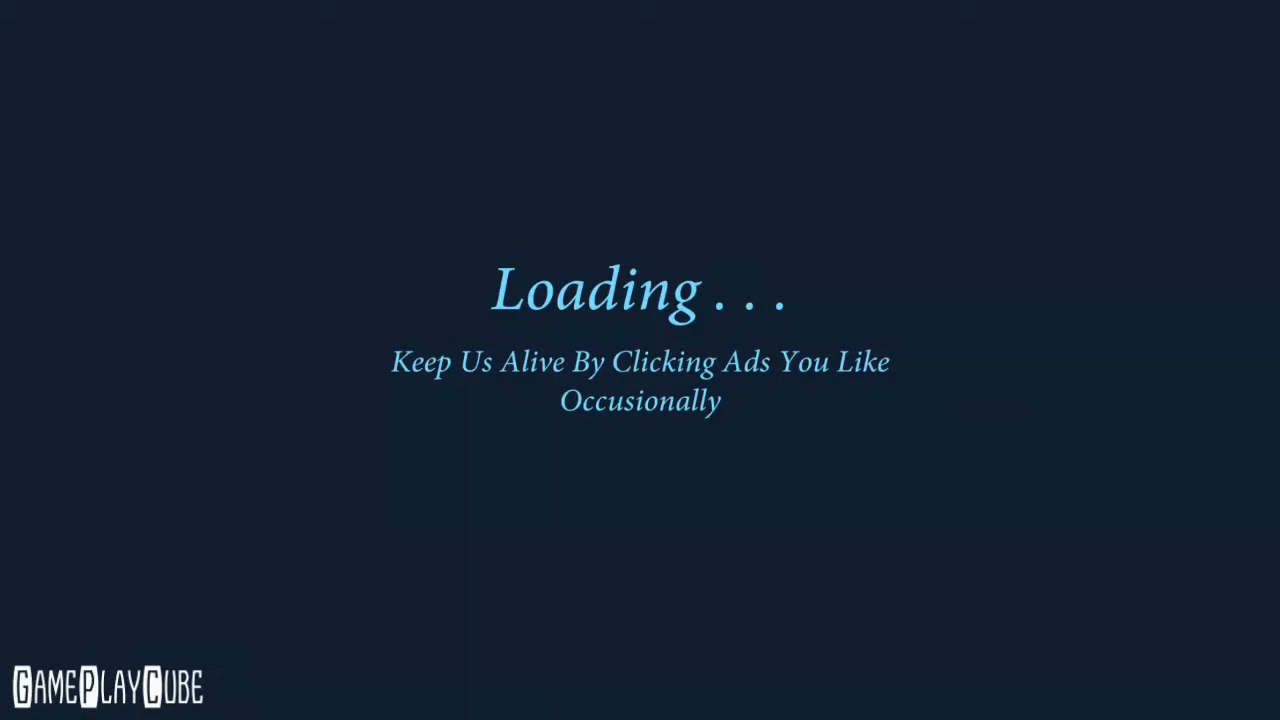 Loading . . .
Keep Us Alive By Clicking Ads You Like
Occusionally
GAMEPLAYCUBE